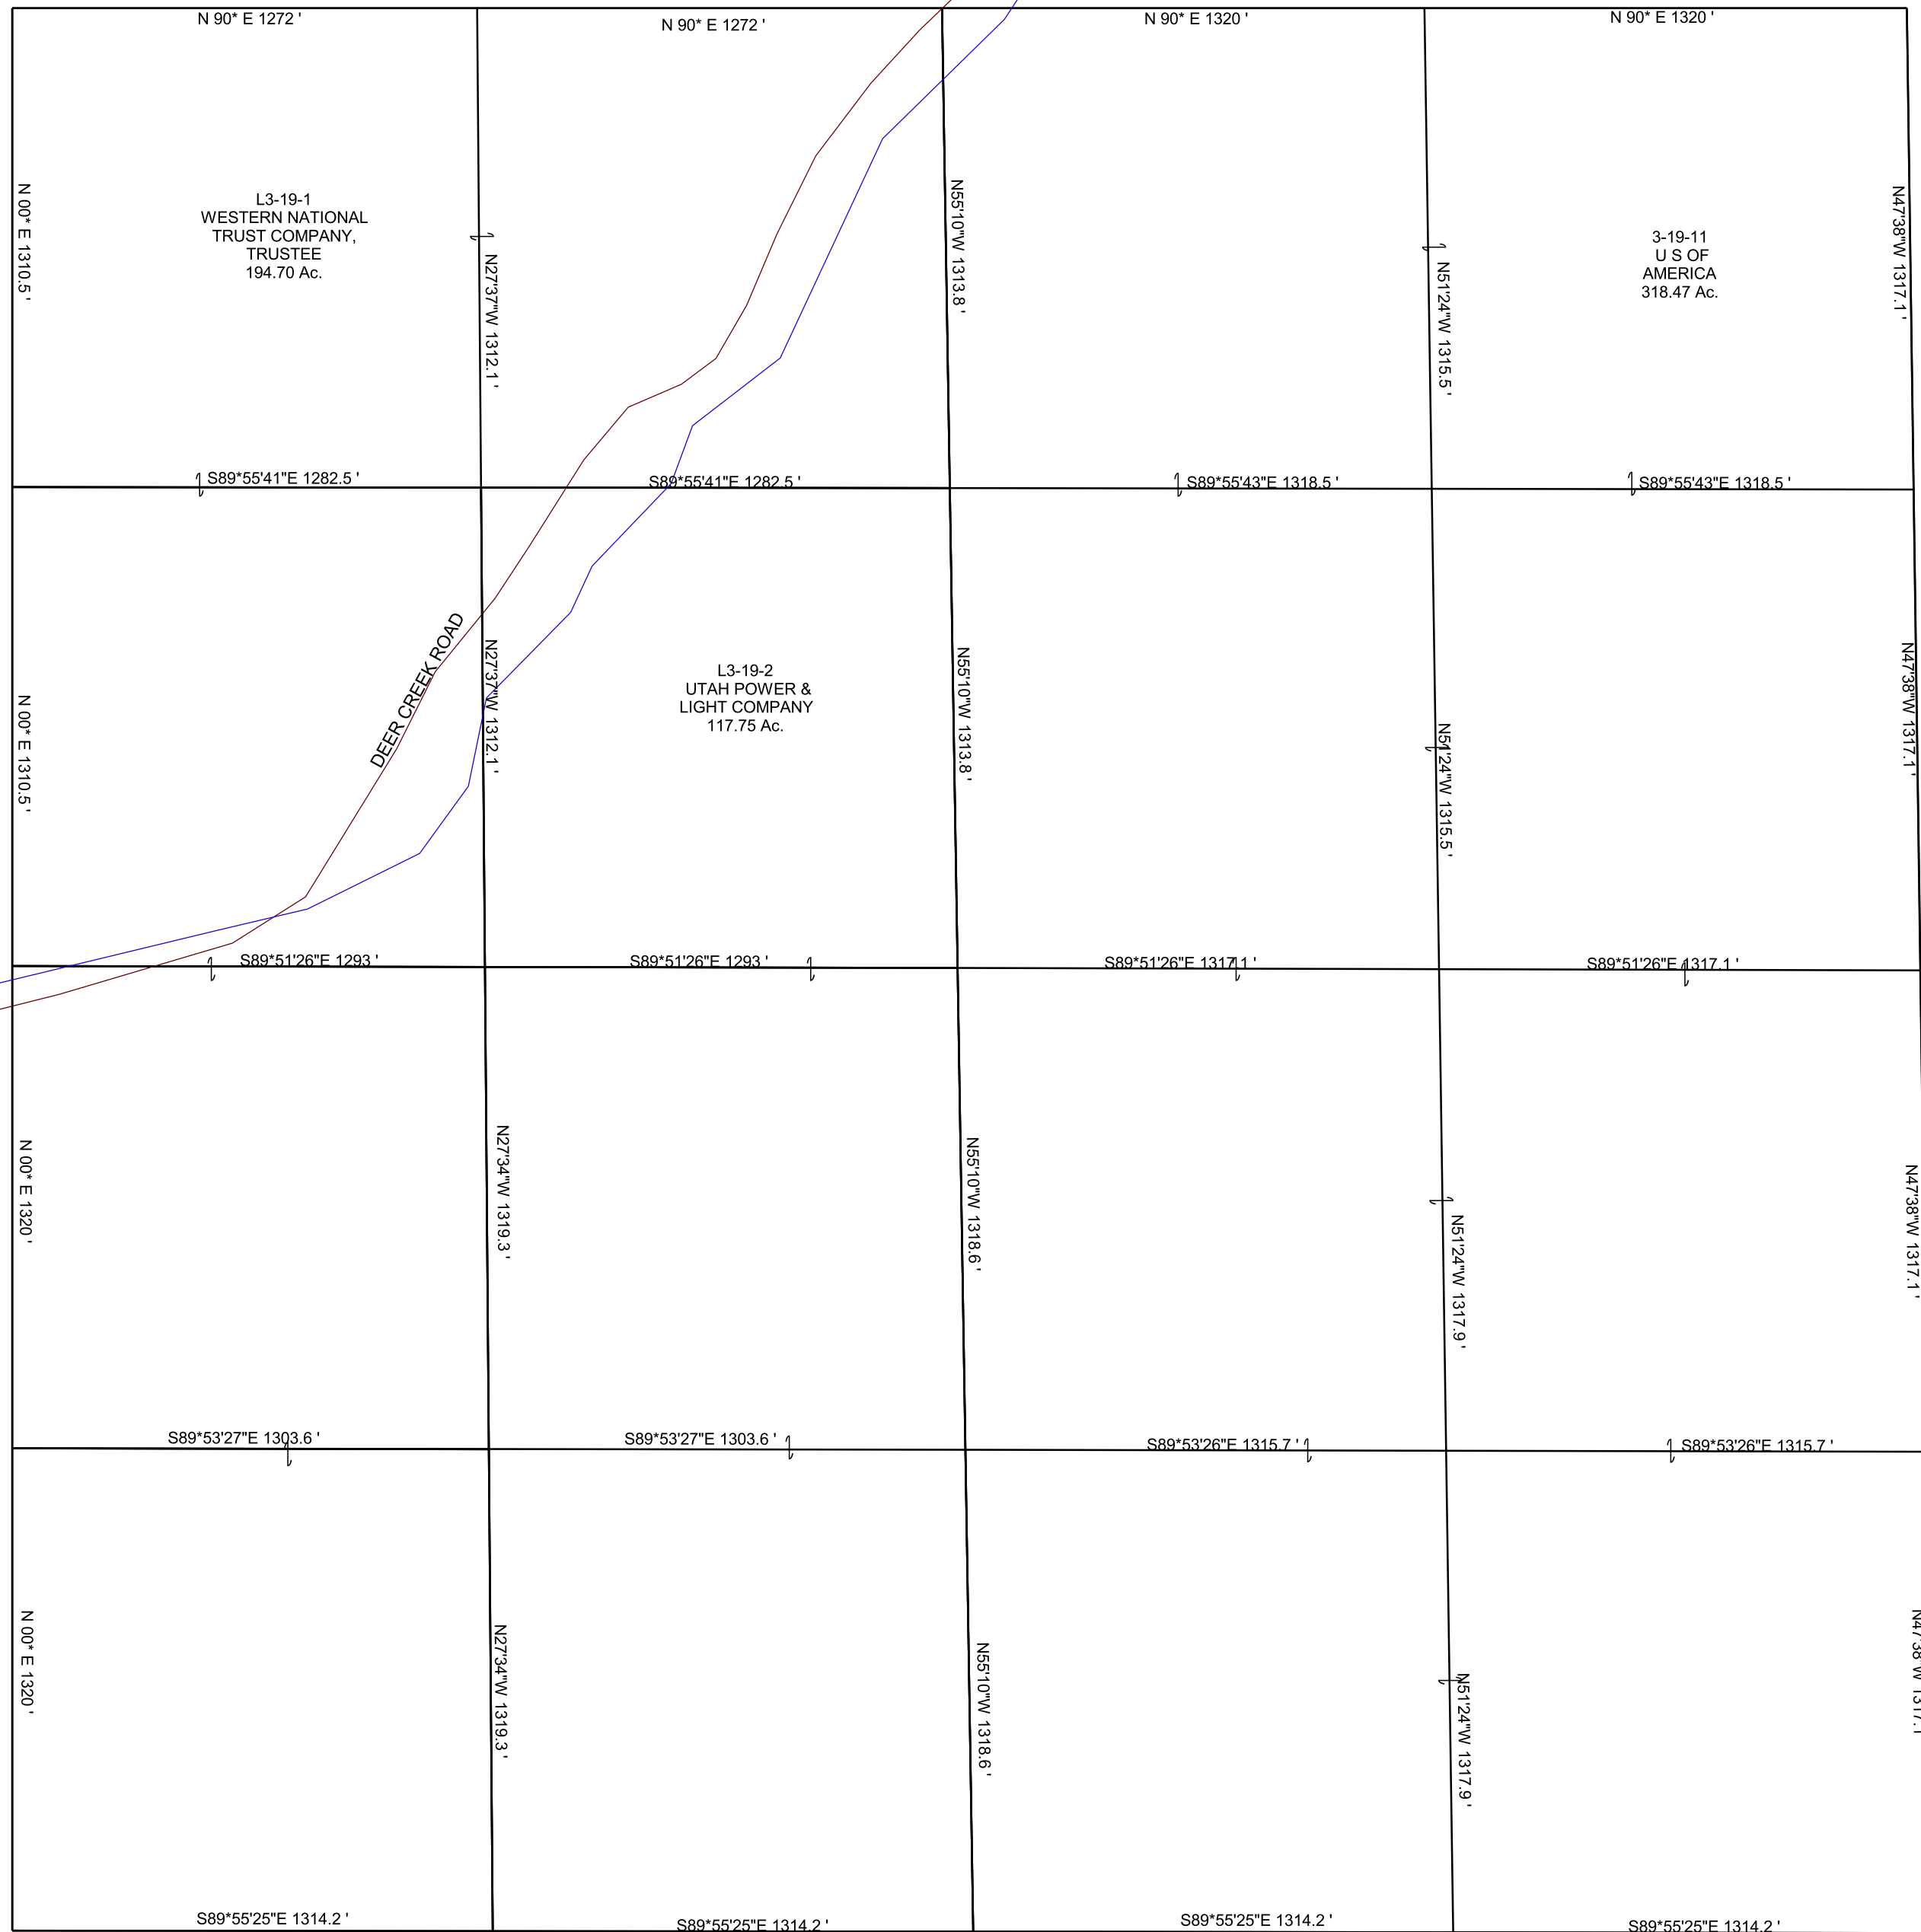 N 90* E 1272 '
N 90* E 1272 '
N 90* E 1320 '
N 90* E 1320 '
N 00* E 1310.5 '
L3-19-1
WESTERN NATIONAL
TRUST COMPANY,
TRUSTEE
194.70 Ac.
N27'37"W 1312.1 '
N55'10"W 1313.8 '
N51'24"W 1315.5 '
3-19-11
U S OF
AMERICA
318.47 Ac.
N47'38"W 1317.1 '
S89*55'41"E 1282.5 '
S89*55'41"E 1282.5 '
S89*55'43"E 1318.5 '
S89*55'43"E 1318.5 '
N 00* E 1310.5 '
DEER CREEK ROAD
N27'37"W 1312.1 '
L3-19-2
UTAH POWER &
LIGHT COMPANY
117.75 Ac.
N55'10"W 1313.8 '
N51'24"W 1315.5 '
N47'38"W 1317.1 '
S89*51'26"E 1293 '
S89*51'26"E 1293 '
S89*51'26"E 1317.1 '
S89*51'26"E 1317.1 '
N 00* E 1320 '
N27'34"W 1319.3 '
N55'10"W 1318.6 '
N51'24"W 1317.9 '
N47'38"W 1317.1 '
S89*53'27"E 1303.6 '
S89*53'27"E 1303.6 '
S89*53'26"E 1315.7 '
S89*53'26"E 1315.7 '
N 00* E 1320 '
N27'34"W 1319.3 '
N55'10"W 1318.6 '
N51'24"W 1317.9 '
N47'38"W 1317.1
S89*55'25"E 1314.2 '
S89*55'25"E 1314.2 '
S89*55'25"E 1314.2 '
S89*55'25"E 1314.2 '